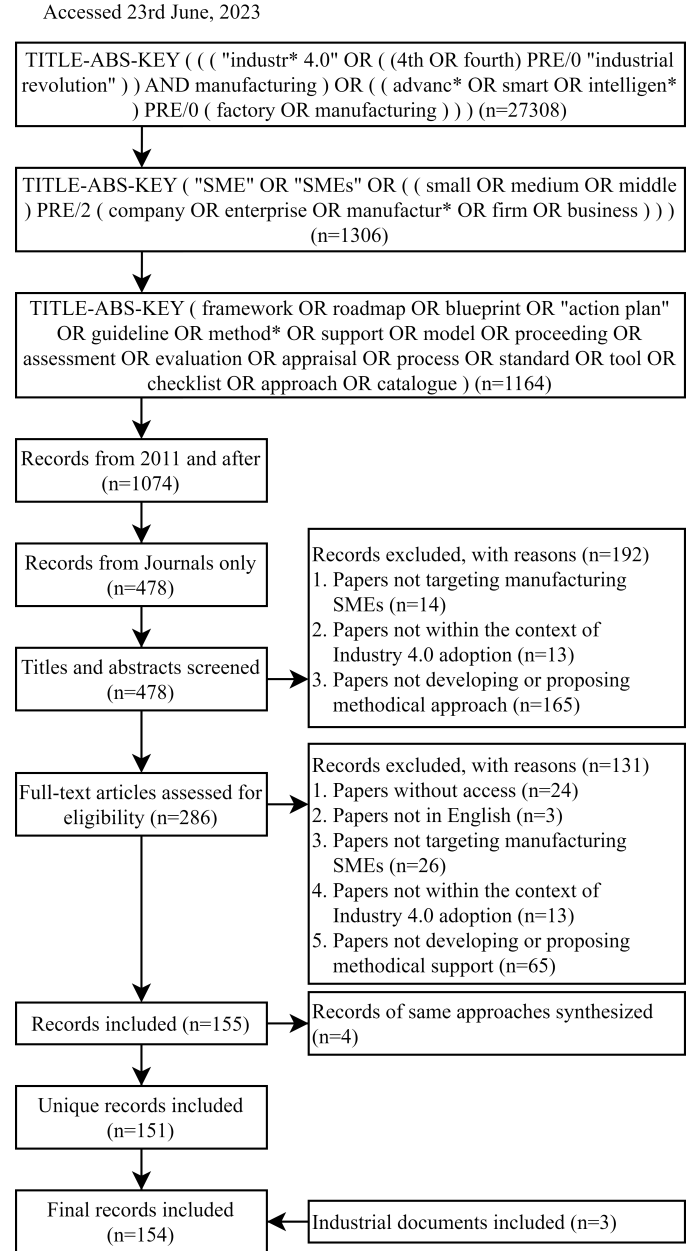 Accessed 23rd June, 2023
TITLE-ABS-KEY ( ( ( "industr* 4.0" OR ( (4th OR fourth) PRE/0 "industrial
revolution" ) ) AND manufacturing ) OR ( ( advanc* OR smart OR intelligen*
) PRE/0 ( factory OR manufacturing ) ) ) (n=27308)
TITLE-ABS-KEY ( "SME" OR "SMEs" OR ( ( small OR medium OR middle
) PRE/2 ( company OR enterprise OR manufactur* OR firm OR business ) ) )
(n=1306)
TITLE-ABS-KEY ( framework OR roadmap OR blueprint OR "action plan"
OR guideline OR method* OR support OR model OR proceeding OR
assessment OR evaluation OR appraisal OR process OR standard OR tool OR
checklist OR approach OR catalogue ) (n=1164)
Records from 2011 and after
(n=1074)
Records from Journals only
(n=478)
Titles and abstracts screened
(n=478)
Records excluded, with reasons (n=192)
1. Papers not targeting manufacturing
SMEs (n=14)
2. Papers not within the context of
Industry 4.0 adoption (n=13)
3. Papers not developing or proposing
methodical approach (n=165)
Full-text articles assessed for
eligibility (n=286)
Records excluded, with reasons (n=131)
1. Papers without access (n=24)
2. Papers not in English (n=3)
3. Papers not targeting manufacturing
SMEs (n=26)
4. Papers not within the context of
Industry 4.0 adoption (n=13)
5. Papers not developing or proposing
methodical support (n=65)
Records included (n=155)
Records of same approaches synthesized
(n=4)
Unique records included
(n=151)
Final records included
(n=154)
Industrial documents included (n=3)